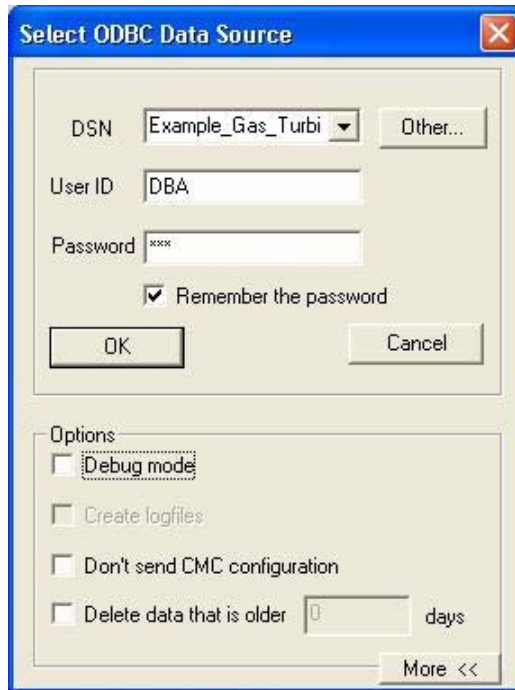 Select ODBC Data Source
DSN Example_Gas_Turbi Other...
User ID DBA
Password ***
Remember the password
OK Cancel
Options
Debug mode
Create logfiles
Don't send CMC configuration
Delete data that is older 0 days
More <<